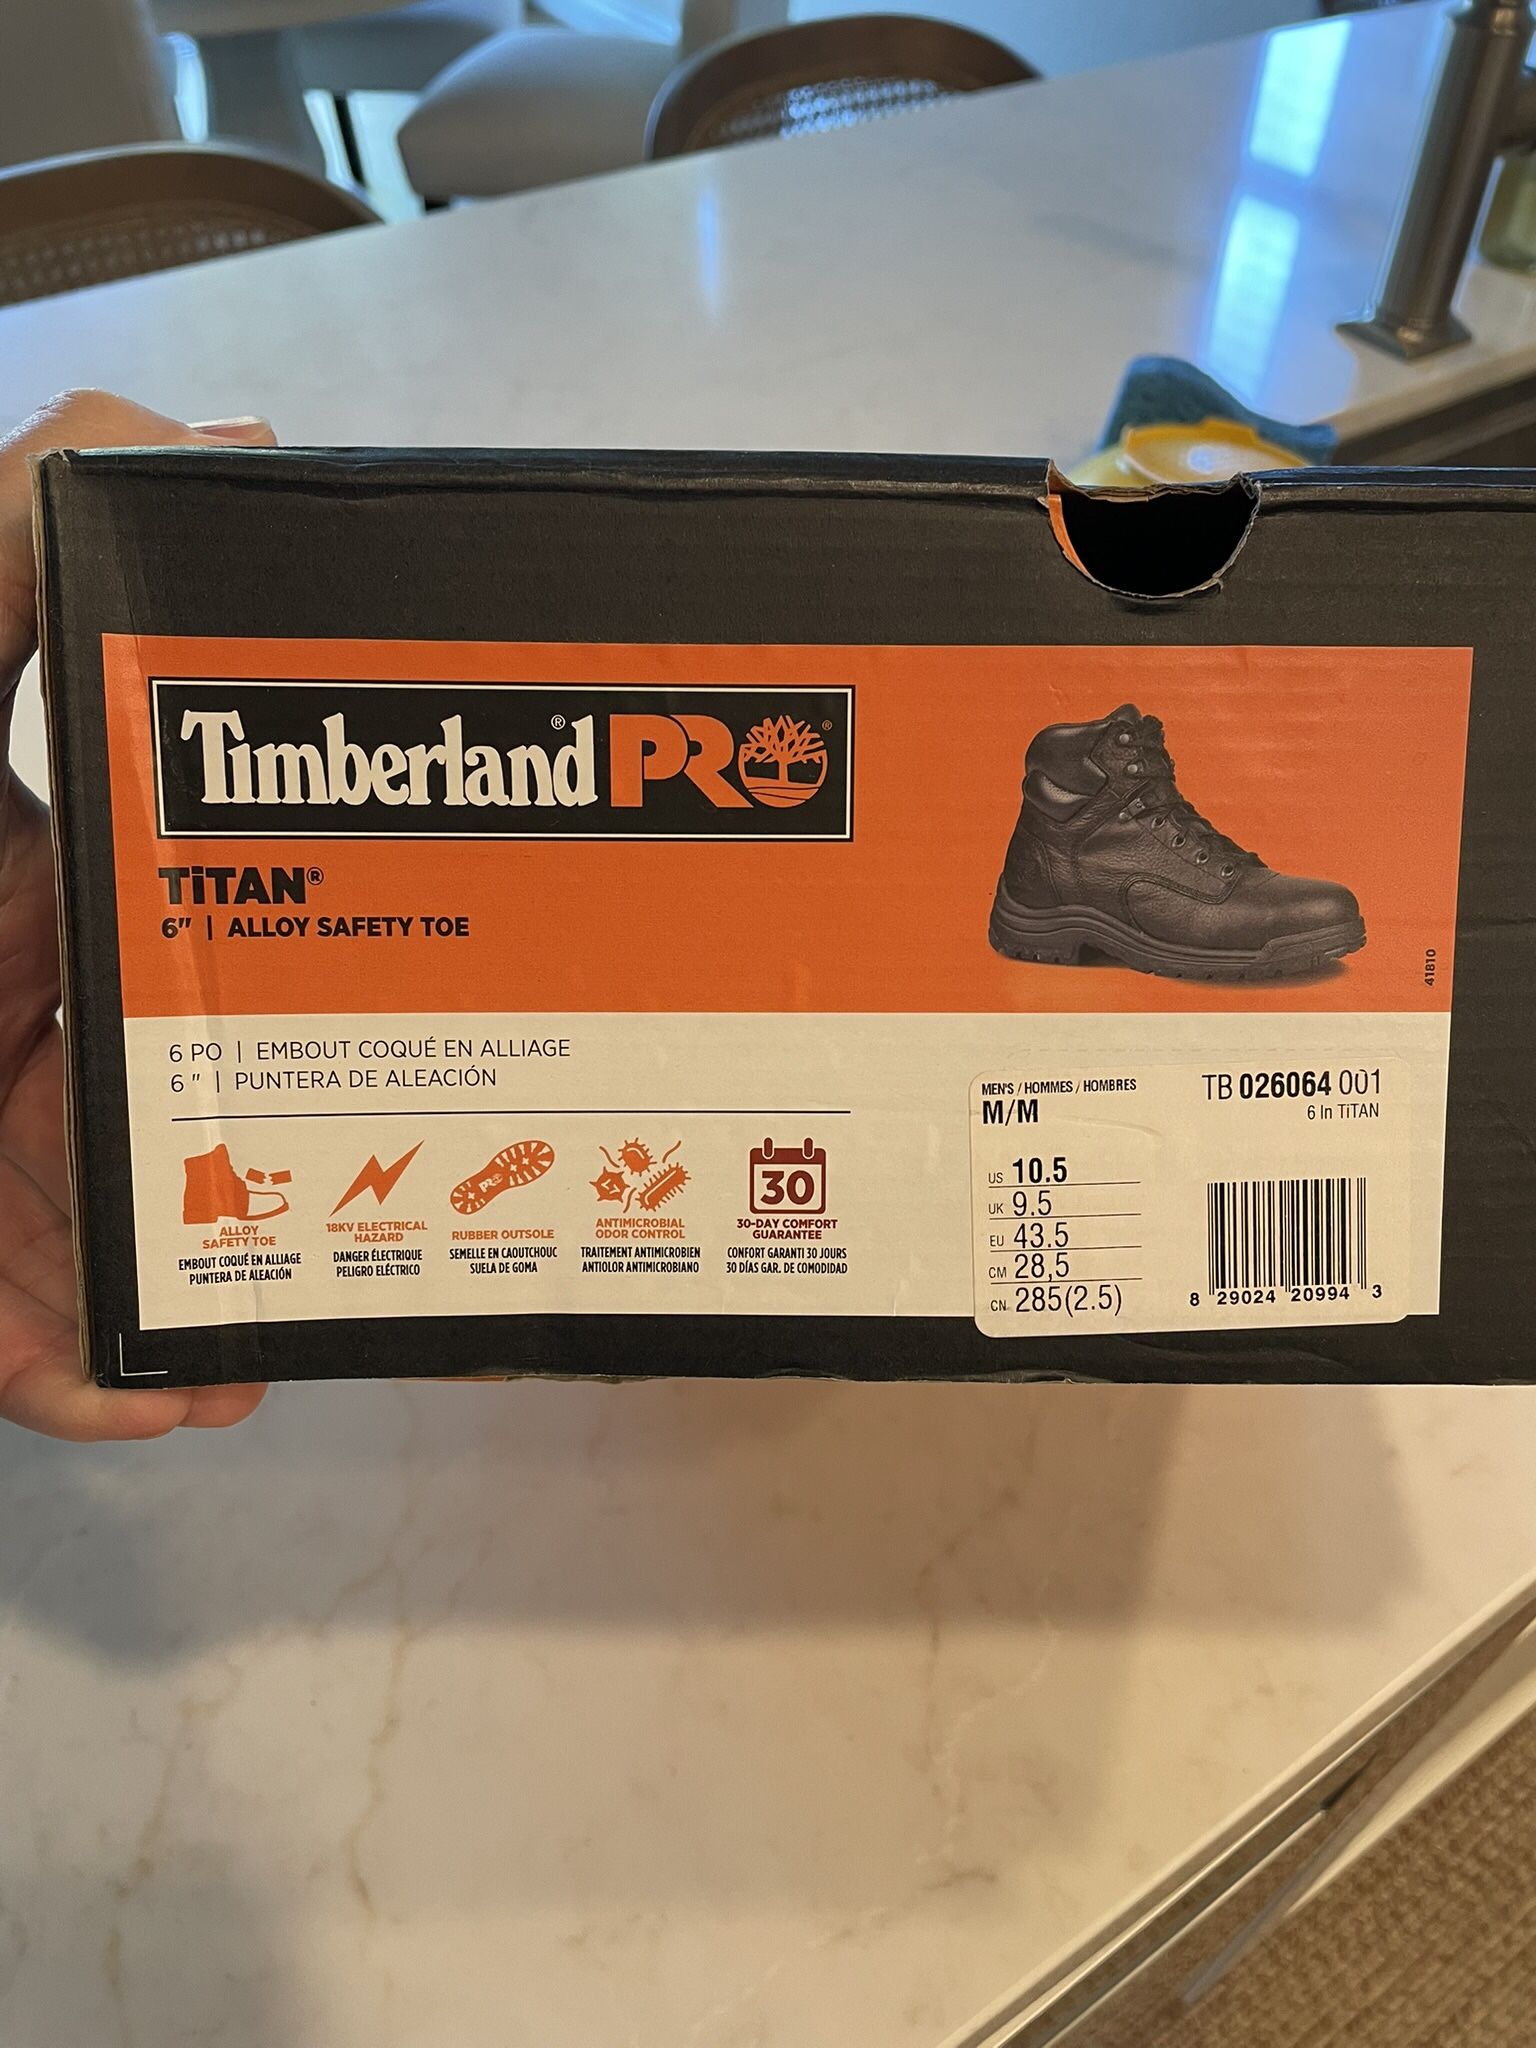 Timberland® PRO®
TiTAN®
6" | ALLOY SAFETY TOE
41810
6 PO | EMBOUT COQUÉ EN ALLIAGE
6 " | PUNTERA DE ALEACIÓN
ALLOY
SAFETY TOE
EMBOUT COQUÉ EN ALLIAGE
PUNTERA DE ALEACIÓN
18KV ELECTRICAL
HAZARD
DANGER ÉLECTRIQUE
PELIGRO ELÉCTRICO
PRO
RUBBER OUTSOLE
SEMELLE EN CAOUTCHOUC
SUELA DE GOMA
ANTIMICROBIAL
ODOR CONTROL
TRAITEMENT ANTIMICROBIEN
ANTIOLOR ANTIMICROBIANO
30
30-DAY COMFORT
GUARANTEE
CONFORT GARANTI 30 JOURS
30 DÍAS GAR. DE COMODIDAD
MEN'S / HOMMES / HOMBRES
M/M
TB 026064 001
6 In TiTAN
US 10.5
UK 9.5
EU 43.5
CM 28,5
CN 285(2.5)
8 29024 20994 3